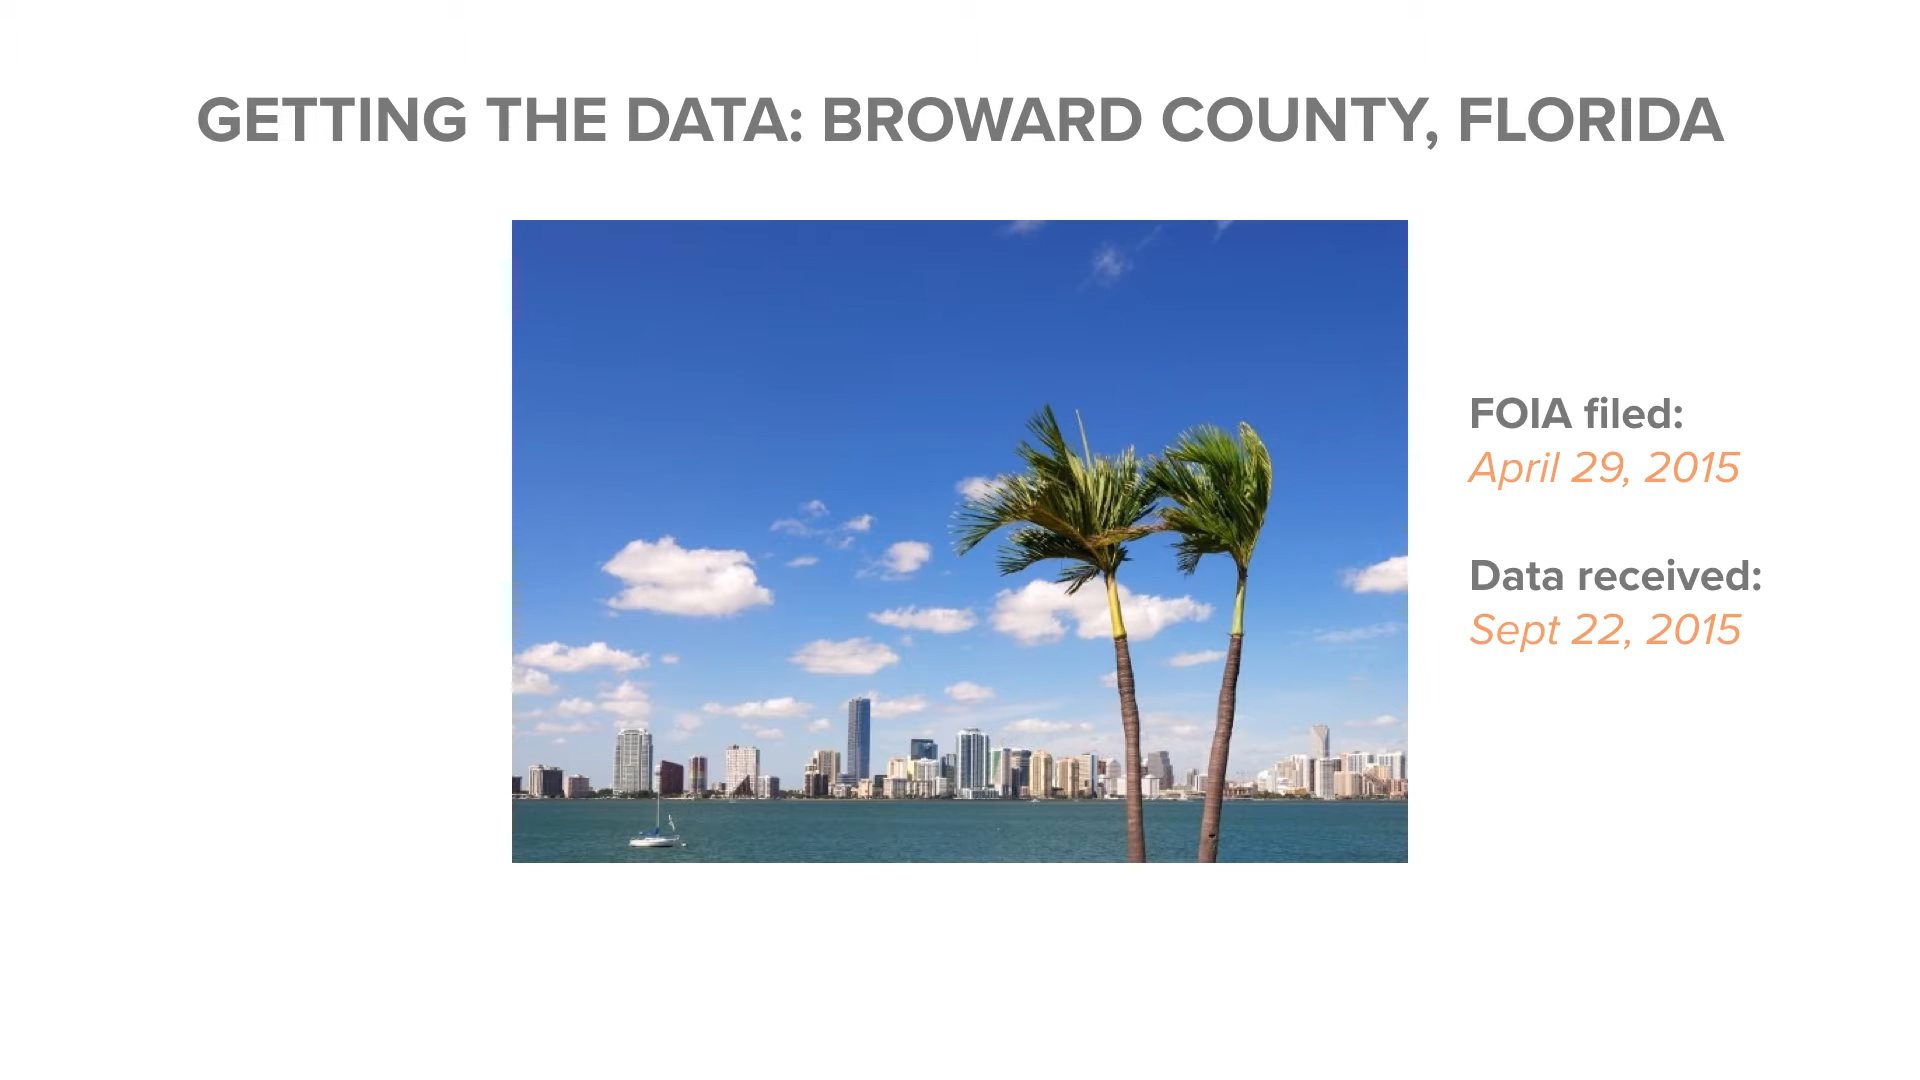 GETTING THE DATA: BROWARD COUNTY, FLORIDA
FOIA filed:
April 29, 2015
Data received:
Sept 22, 2015